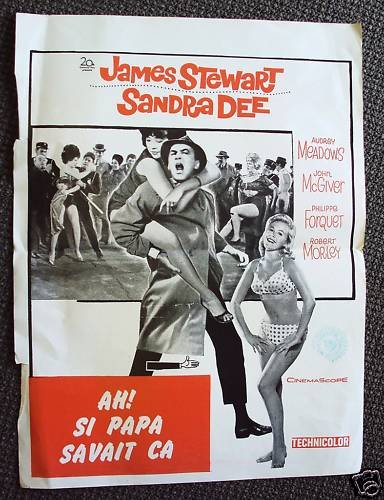 20
JAMES STEWART
SANDRA DEE
AUDREY
MEADOWS
JOHN
McGIVER
PHILIPPE
FORQUET
ROBERT
MORLEY
CINEMASCOPE
TECHNICOLOR
AH!
SI PAPA
SAVAIT CA